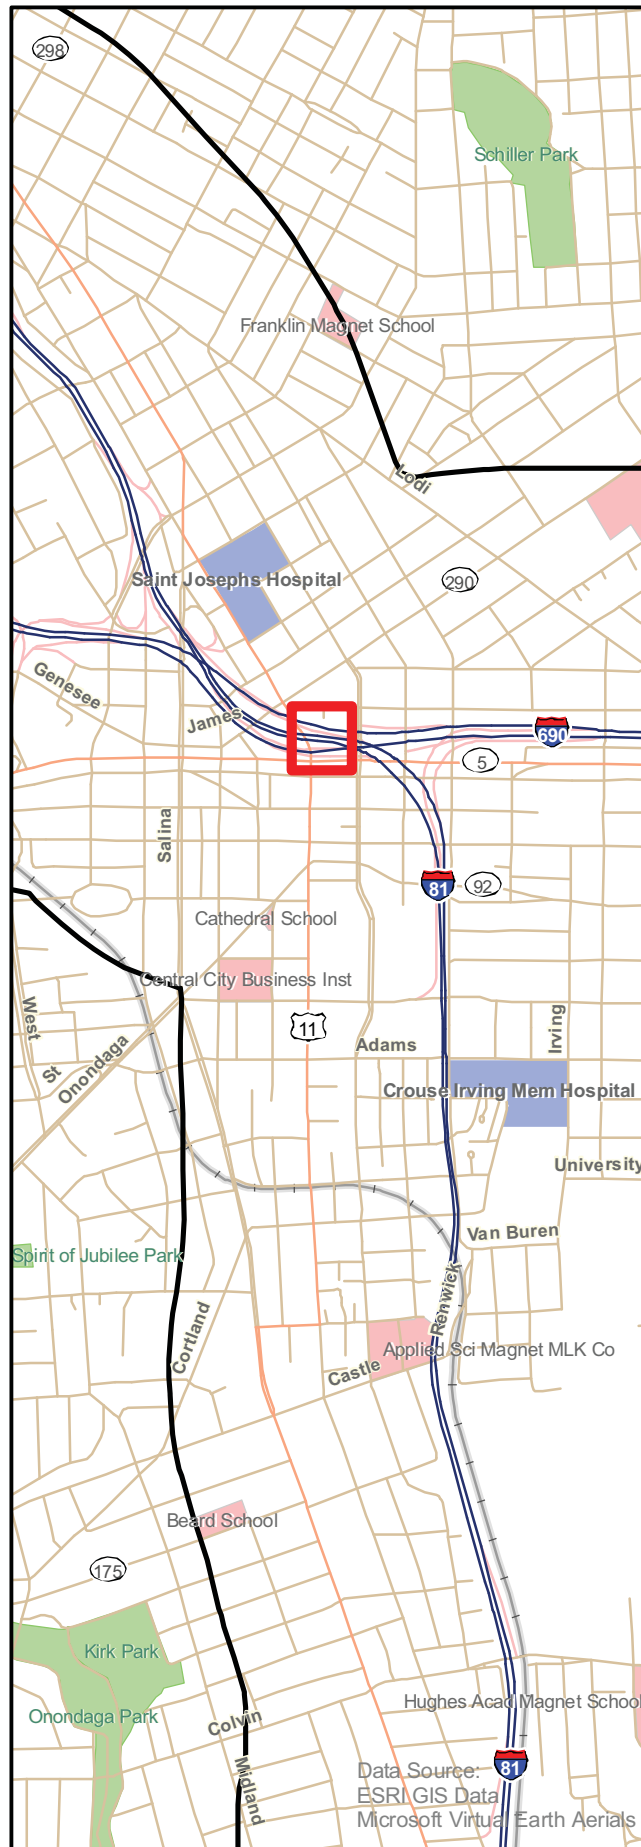 298
Schiller Park
Franklin Magnet School
Lodi
Saint Josephs Hospital
290
Genesee
James
690
5
Salina
81
92
Cathedral School
Central City Business Inst
West
St
Onondaga
11
Adams
Irving
Crouse Irving Mem Hospital
University
Van Buren
Spirit of Jubilee Park
Renwick
Cortland
Applied Sci Magnet MLK Co
Castle
Beard School
175
Kirk Park
Onondaga Park
Hughes Acad Magnet School
Colvin
Midland
81
Data Source:
ESRI GIS Data
Microsoft Virtual Earth Aerials